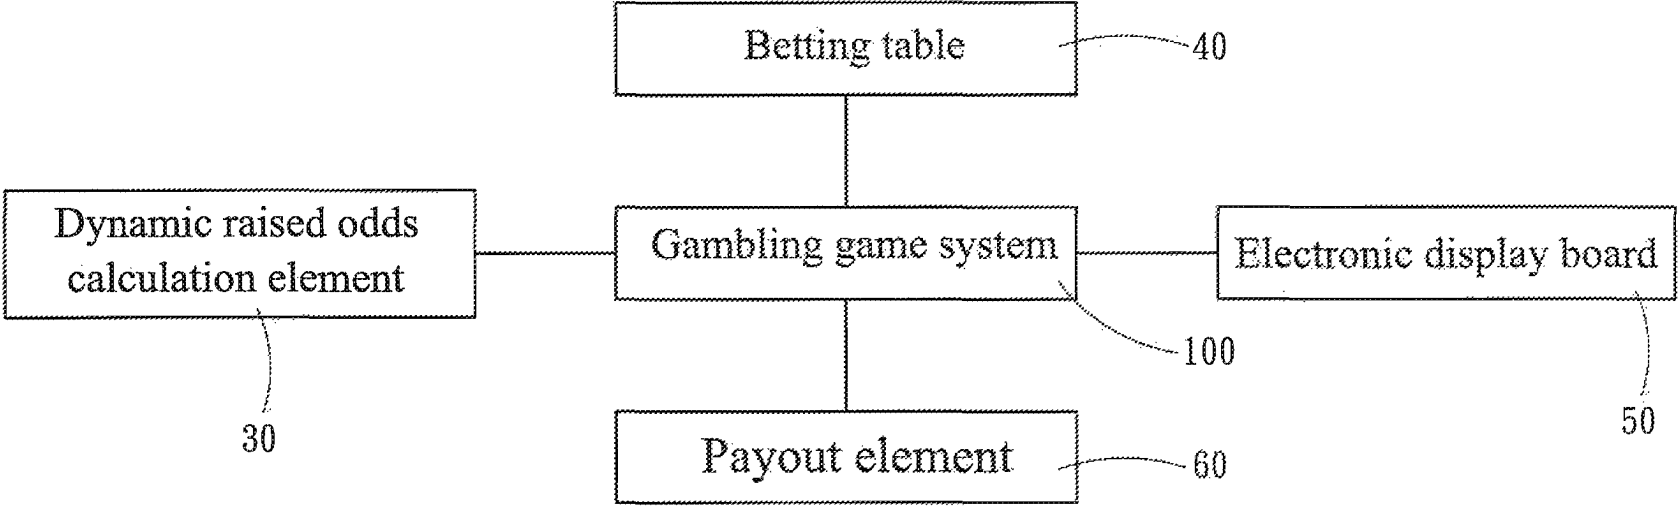 Betting table
40
Dynamic raised odds
calculation element
Gambling game system
Electronic display board
100
30
50
Payout element
60